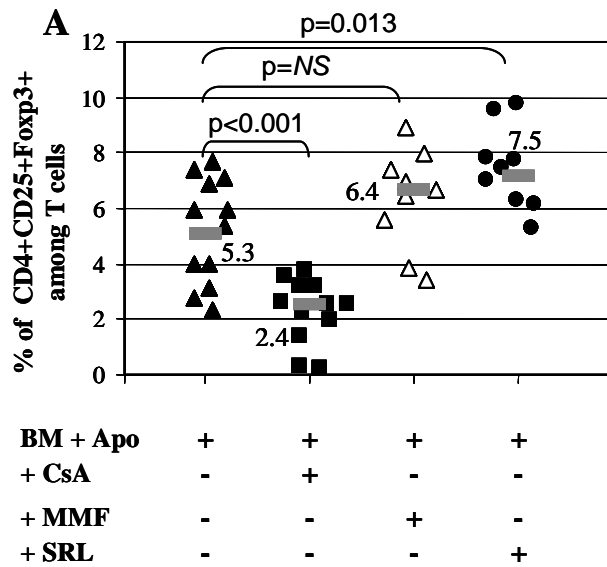 A
p=0.013
12
p=NS
10
p<0.001
8
7.5
6.4
6
5.3
4
2.4
2
0
% of CD4+CD25+Foxp3+
among T cells
BM + Apo + + + +
+ CsA - + - -
+ MMF - - + -
+ SRL - - - +